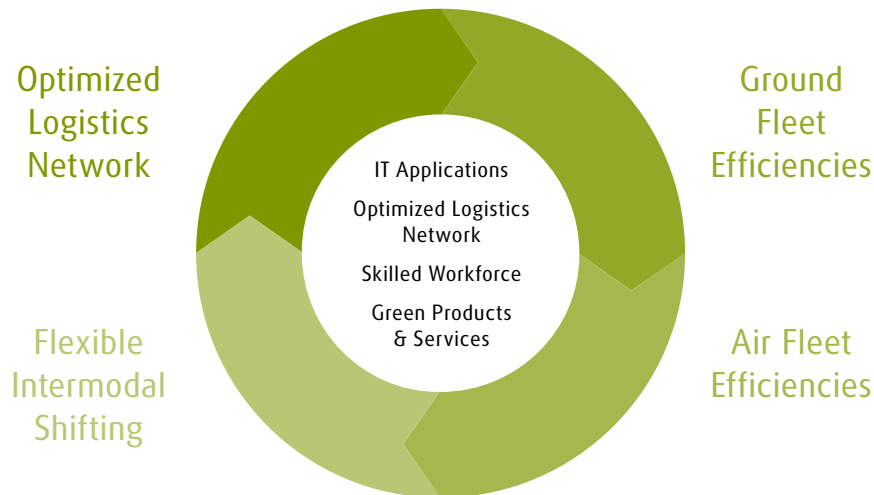 Optimized
Logistics
Network
Ground
Fleet
Efficiencies
IT Applications
Optimized Logistics
Network
Skilled Workforce
Green Products
& Services
Flexible
Intermodal
Shifting
Air Fleet
Efficiencies